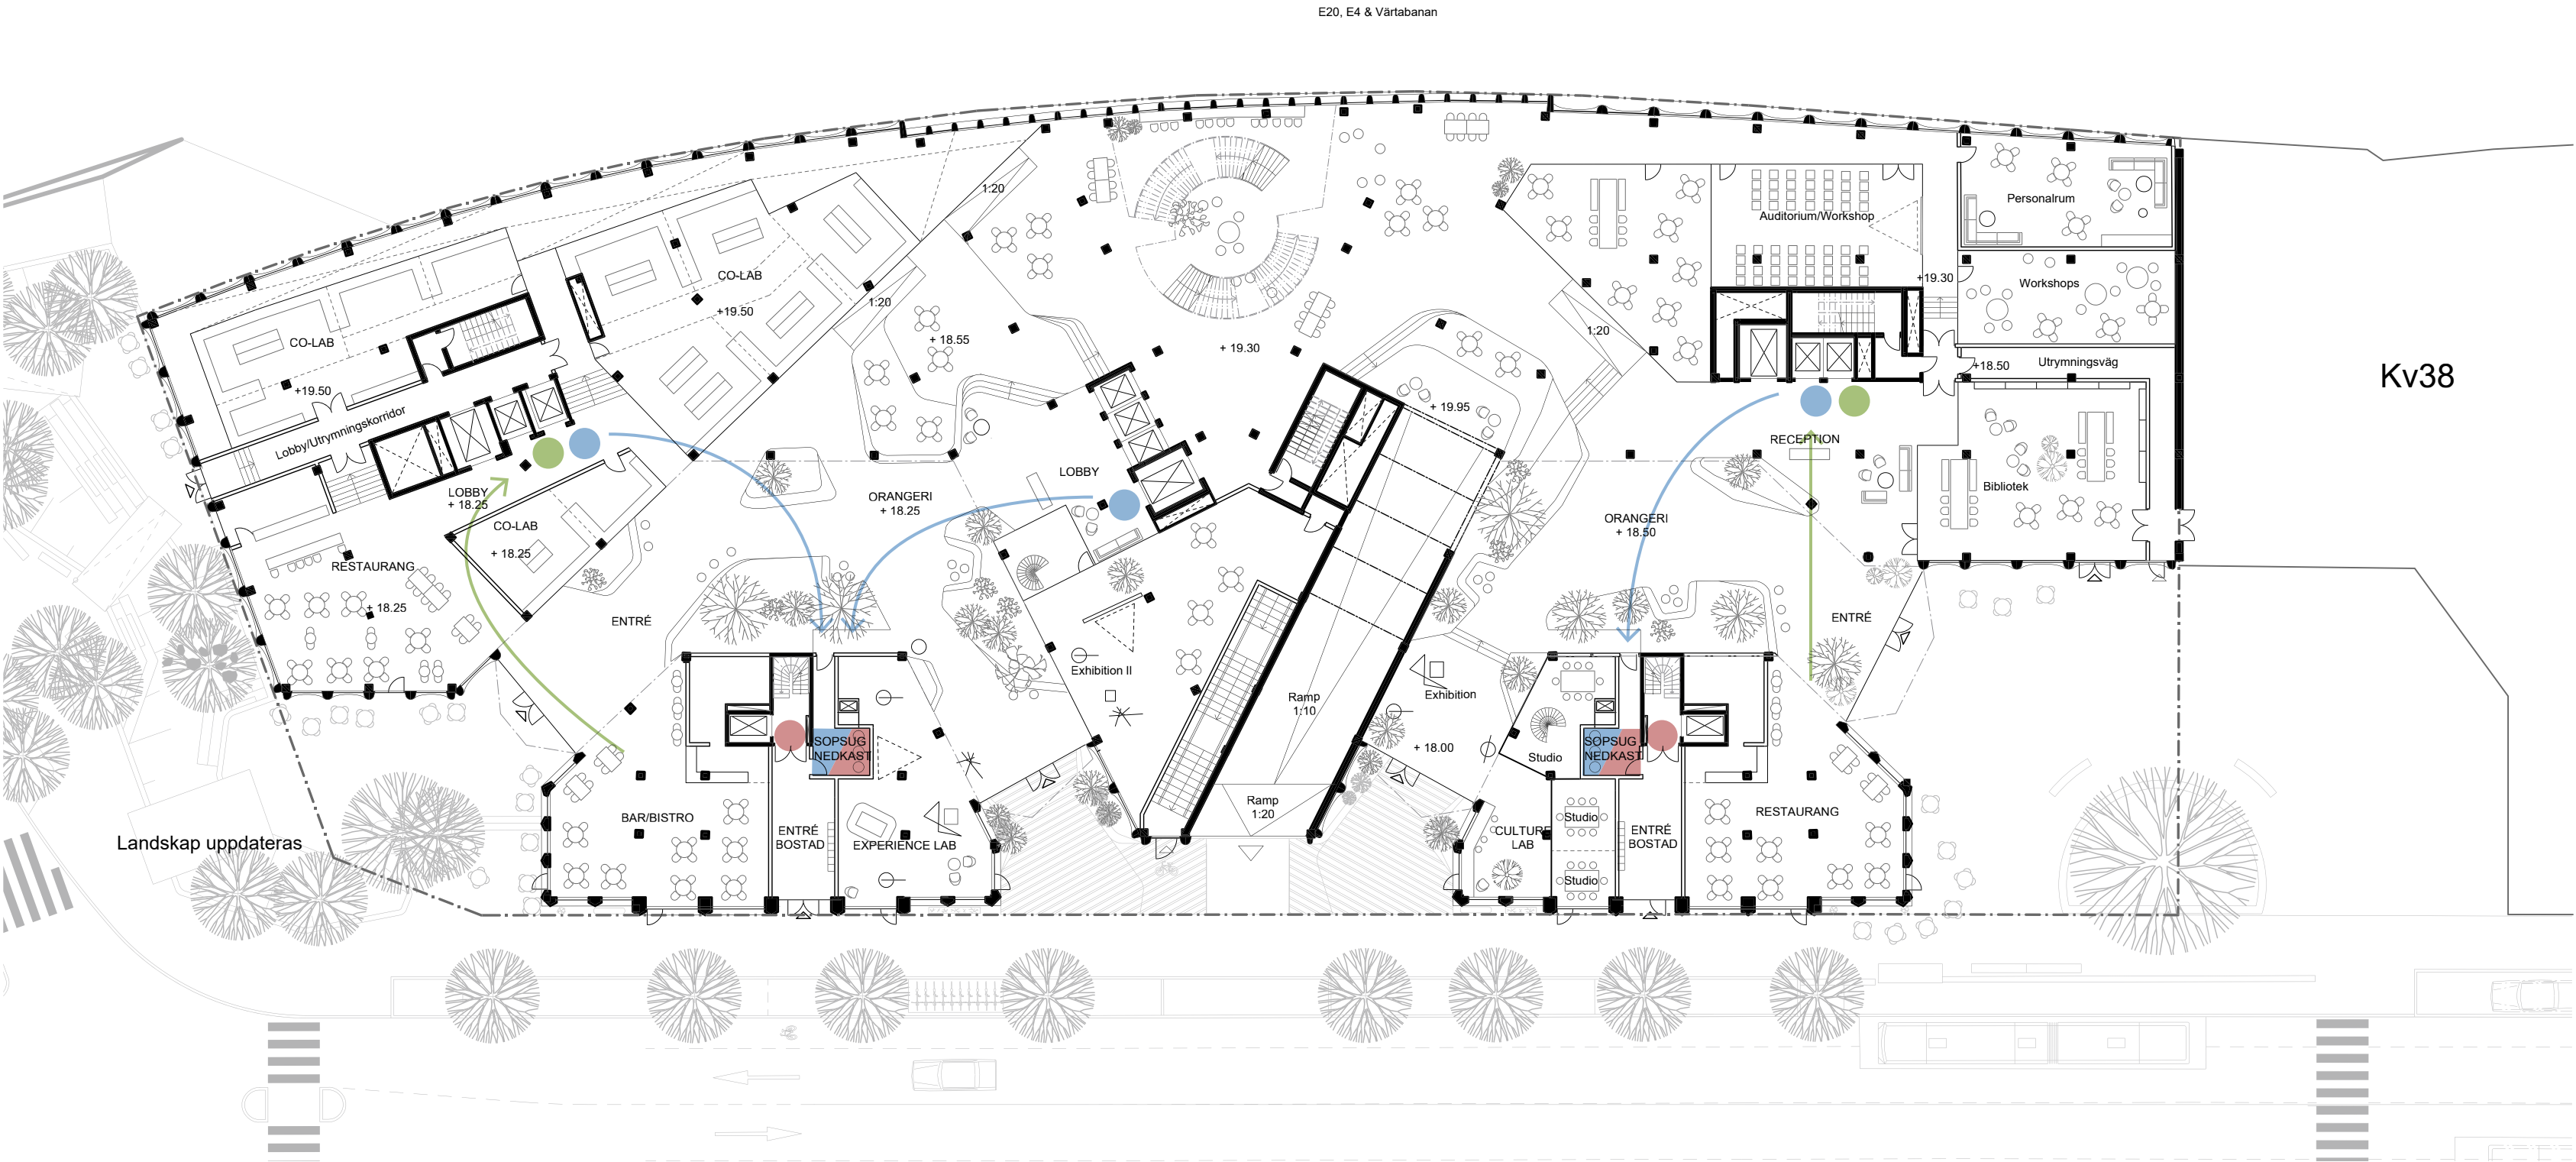 E20, E4 & Värtabanan
1:20
Personalrum
Auditorium/Workshop
CO-LAB
+19.50
1:20
+19.30
Workshops
1:20
CO-LAB
+ 18.55
+ 19.30
Utrymningsväg
+18.50
Kv38
+19.50
Lobby/Utrymningskorridor
+ 19.95
RECEPTION
LOBBY
LOBBY
+ 18.25
ORANGERI
+ 18.25
Bibliotek
CO-LAB
+ 18.25
ORANGERI
+ 18.50
RESTAURANG
+ 18.25
ENTRÉ
ENTRÉ
Exhibition II
Exhibition
Ramp
1:10
SOPSUG
NEDKAST
+ 18.00
Studio
SOPSUG
NEDKAST
Ramp
1:20
BAR/BISTRO
RESTAURANG
Landskap uppdateras
ENTRÉ
BOSTAD
EXPERIENCE LAB
CULTURE
LAB
Studio
ENTRÉ
BOSTAD
Studio